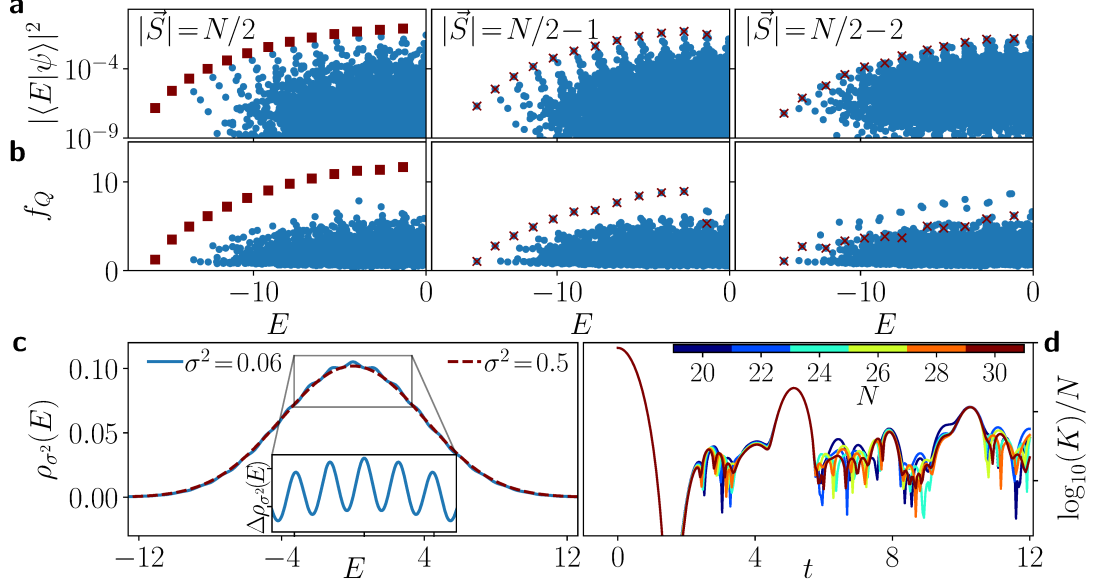 a
|⟨E|ψ⟩|²
10⁻⁴
10⁻⁹
|S⃗| = N/2
|S⃗| = N/2−1
|S⃗| = N/2−2
b
f_Q
10
0
−10
0
−10
0
−10
0
E
E
E
c
ρ_σ²(E)
0.10
0.05
0.00
σ² = 0.06
σ² = 0.5
Δρ_σ²(E)
−12
−4
4
12
E
d
20
22
24
26
28
30
N
log₁₀(K)/N
0
4
8
12
t